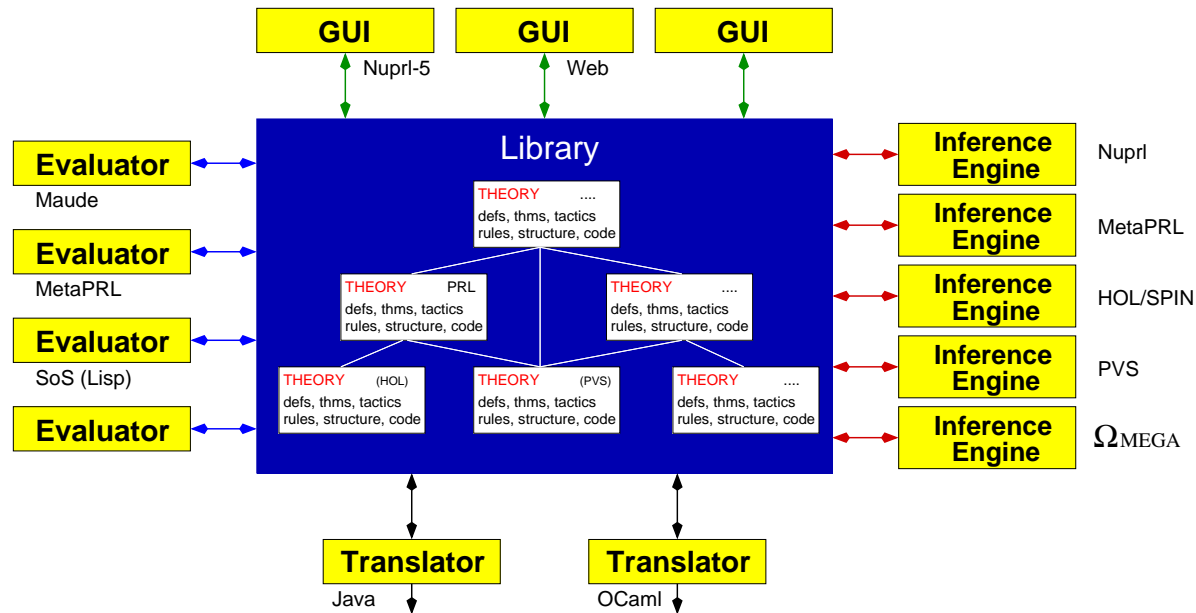 GUI GUI GUI
Nuprl-5 Web
Library
Evaluator
Maude
Evaluator
MetaPRL
Evaluator
SoS (Lisp)
Evaluator
THEORY ....
defs, thms, tactics
rules, structure, code
THEORY PRL
defs, thms, tactics
rules, structure, code
THEORY ....
defs, thms, tactics
rules, structure, code
THEORY (HOL)
defs, thms, tactics
rules, structure, code
THEORY (PVS)
defs, thms, tactics
rules, structure, code
THEORY ....
defs, thms, tactics
rules, structure, code
Inference
Engine
Nuprl
Inference
Engine
MetaPRL
Inference
Engine
HOL/SPIN
Inference
Engine
PVS
Inference
Engine
ΩMEGA
Translator
Java
Translator
OCaml